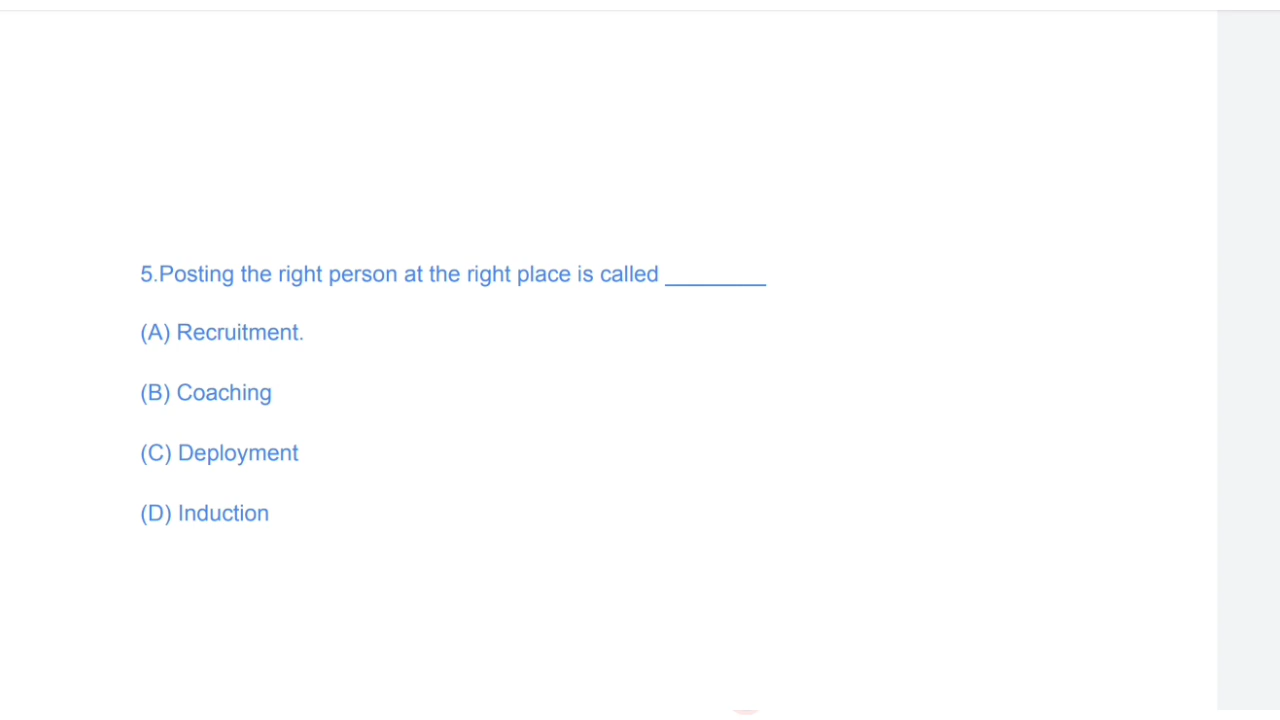 5.Posting the right person at the right place is called ________
(A) Recruitment.
(B) Coaching
(C) Deployment
(D) Induction